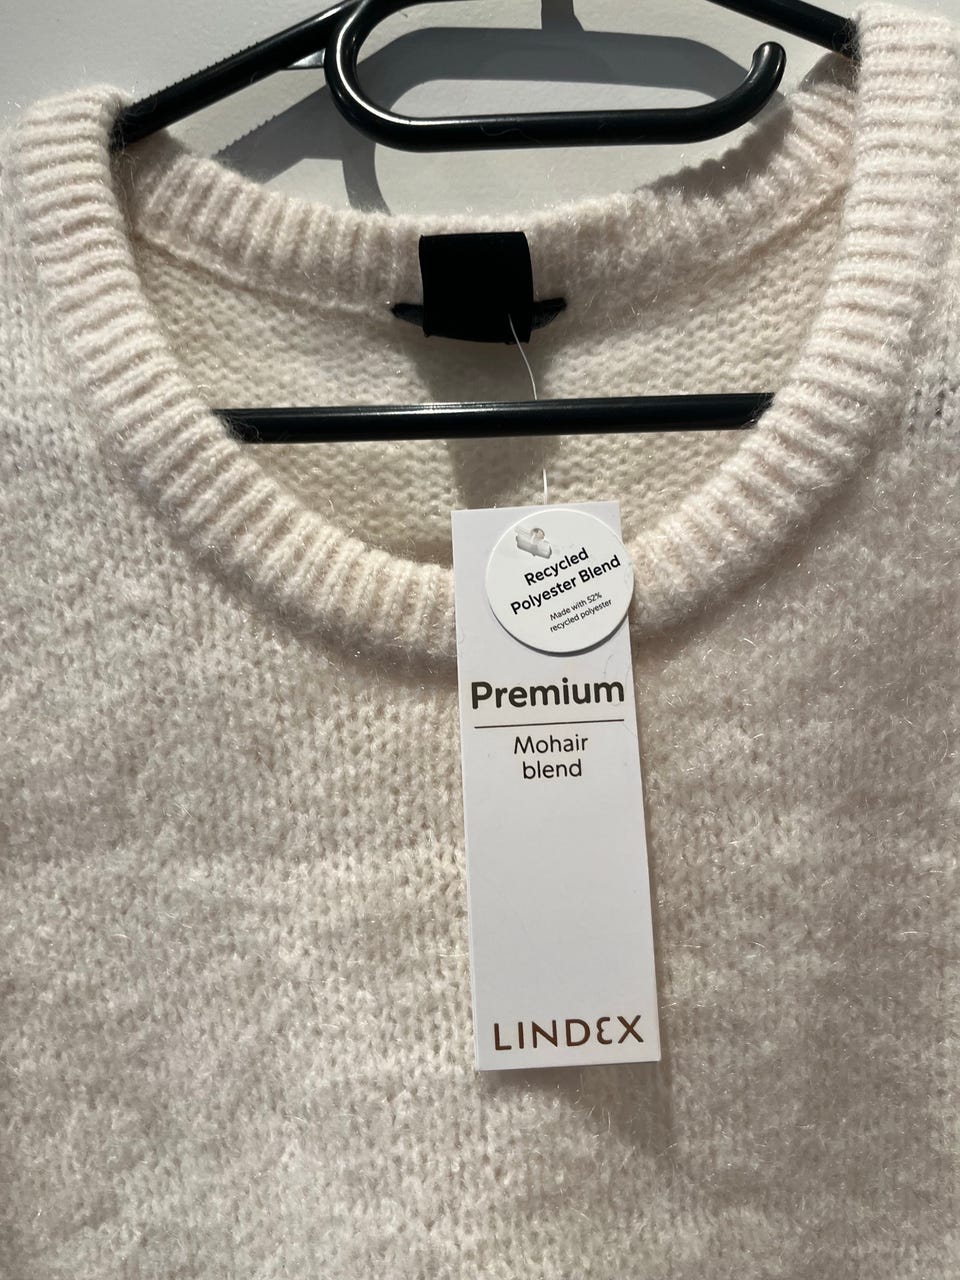 Recycled
Polyester Blend
Made with 52%
recycled polyester
Premium
Mohair
blend
LINDEX